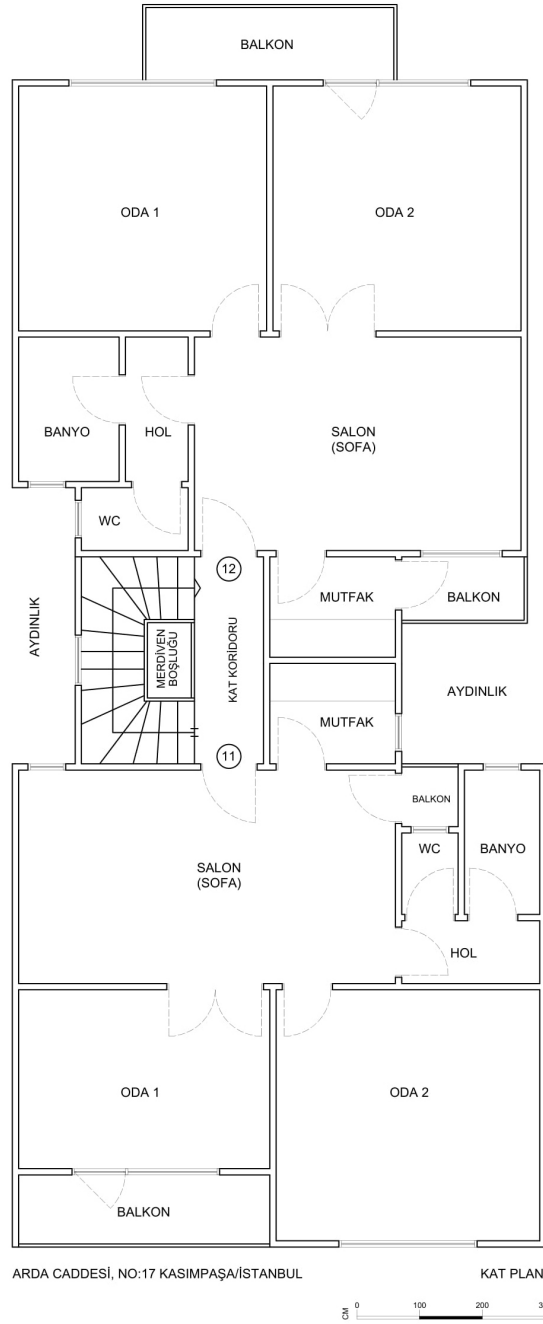 BALKON
ODA 1
ODA 2
BANYO
HOL
SALON
(SOFA)
WC
12
MUTFAK
BALKON
AYDINLIK
MERDİVEN
BOŞLUĞU
KAT KORİDORU
AYDINLIK
MUTFAK
11
BALKON
SALON
(SOFA)
WC
BANYO
HOL
ODA 1
ODA 2
BALKON
ARDA CADDESİ, NO:17 KASIMPAŞA/İSTANBUL
KAT PLAN
CM
0 100 200